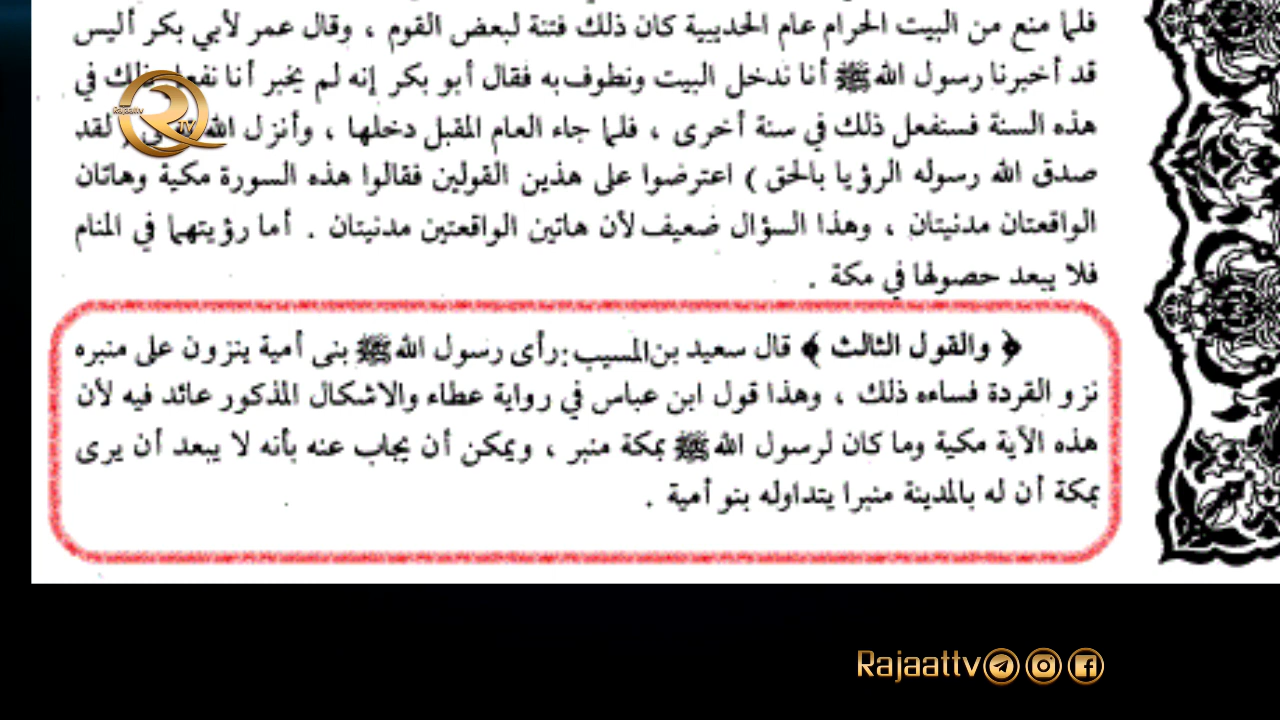 فلما منع من البيت الحرام عام الحديبية كان ذلك فتنة لبعض القوم ، وقال عمر لأبي بكر أليس
قد أخبرنا رسول الله ﷺ أنا ندخل البيت ونطوف به فقال أبو بكر إنه لم يخبر أنا نفعل ذلك في
هذه السنة فسنفعل ذلك في سنة أخرى ، فلما جاء العام المقبل دخلها ، وأنزل الله لقد
صدق الله رسوله الرؤيا بالحق ) اعترضوا على هذين القولين فقالوا هذه السورة مكية وهاتان
الواقعتان مدنيتان ، وهذا السؤال ضعيف لأن هاتين الواقعتين مدنيتان . أما رؤيتهما في المنام
فلا يبعد حصولها في مكة .
﴿ والقول الثالث ﴾ قال سعيد بن المسيب : رأى رسول الله ﷺ بنى أمية ينزون على منبره
نزو القردة فساءه ذلك ، وهذا قول ابن عباس في رواية عطاء والاشكال المذكور عائد فيه لأن
هذه الآية مكية وما كان لرسول الله ﷺ بمكة منبر ، ويمكن أن يجاب عنه بأنه لا يبعد أن يرى
بمكة أن له بالمدينة منبرا يتداوله بنو أمية .
Rajaattv
TV
Rajaattv